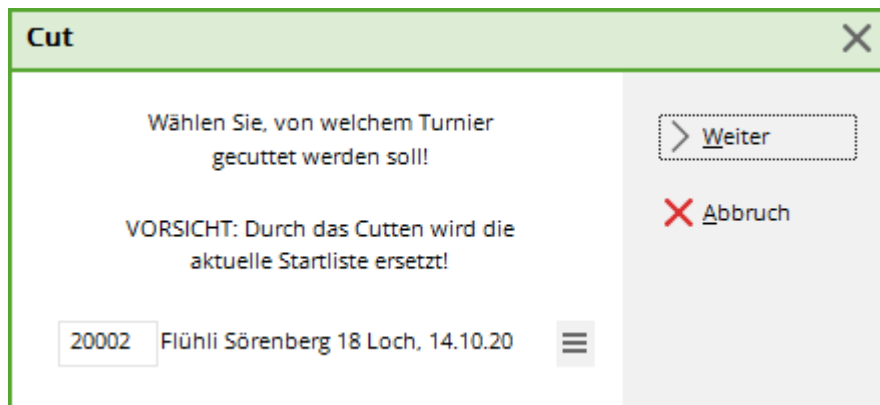 Cut
Wählen Sie, von welchem Turnier
gecuttet werden soll!
VORSICHT: Durch das Cutten wird die
aktuelle Startliste ersetzt!
20002 Flühli Sörenberg 18 Loch, 14.10.20
Weiter
Abbruch